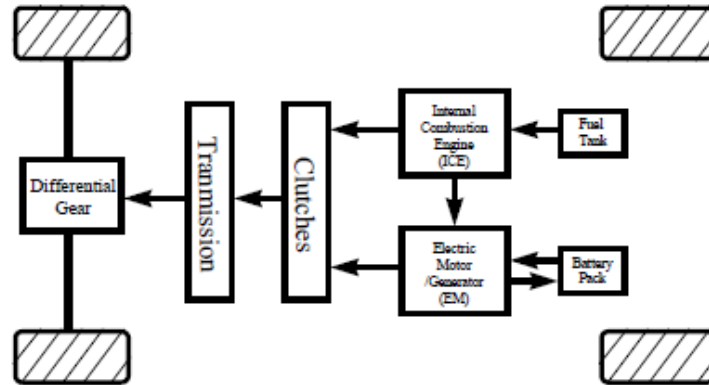 Differential
Gear
Tranmission
Clutches
Internal
Combustion
Engine
(ICE)
Fuel
Tank
Electric
Motor
/Generator
(EM)
Battery
Pack